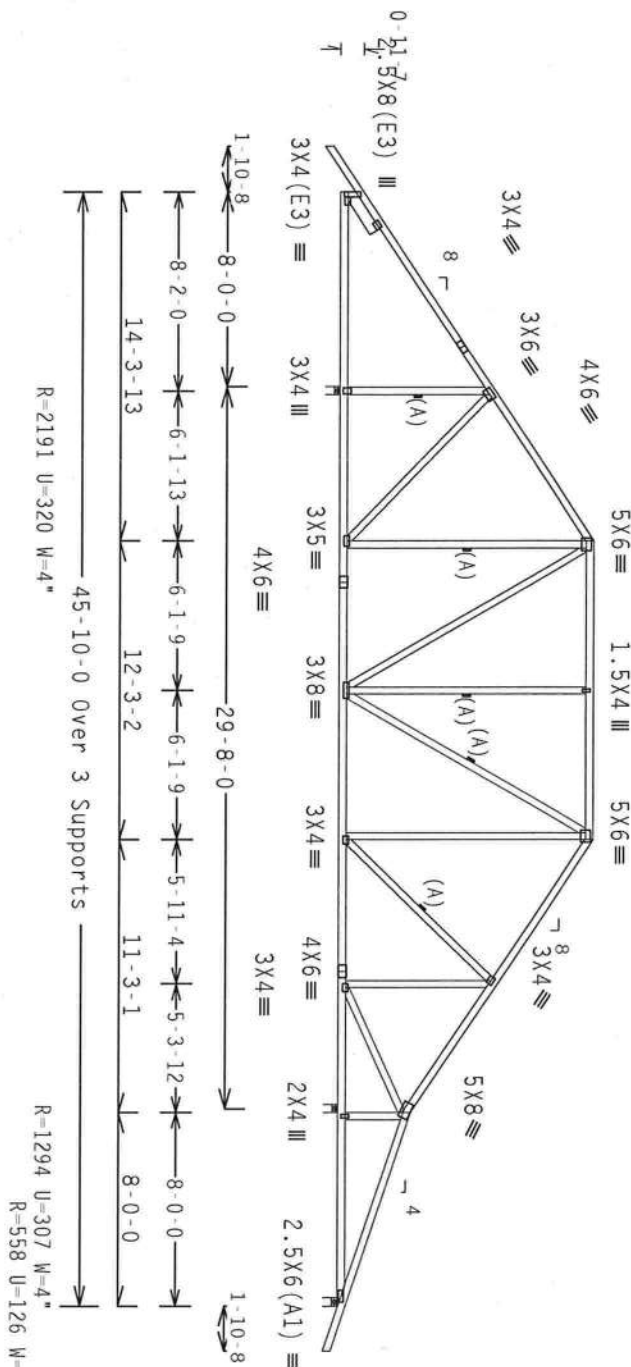 5X6≡ 1.5X4 ⦀ 5X6≡
4X6≡
3X6≡
3X4≡
8
8
3X4≡
5X8≡
4
(A) (A) (A) (A) (A)
0-11-7
2.5X8(E3) ⦀
3X4(E3) ≡ 3X4 ⦀ 3X5≡ 3X8≡ 3X4≡ 4X6≡ 2X4 ⦀ 2.5X6(A1) ≡
4X6≡ 3X4≡
1-10-8 8-0-0 29-8-0 1-10-8
8-2-0 6-1-13 6-1-9 6-1-9 5-11-4 5-3-12 8-0-0
14-3-13 12-3-2 11-3-1 8-0-0
45-10-0 Over 3 Supports
R=2191 U=320 W=4" R=1294 U=307 W=4"
R=558 U=126 W=